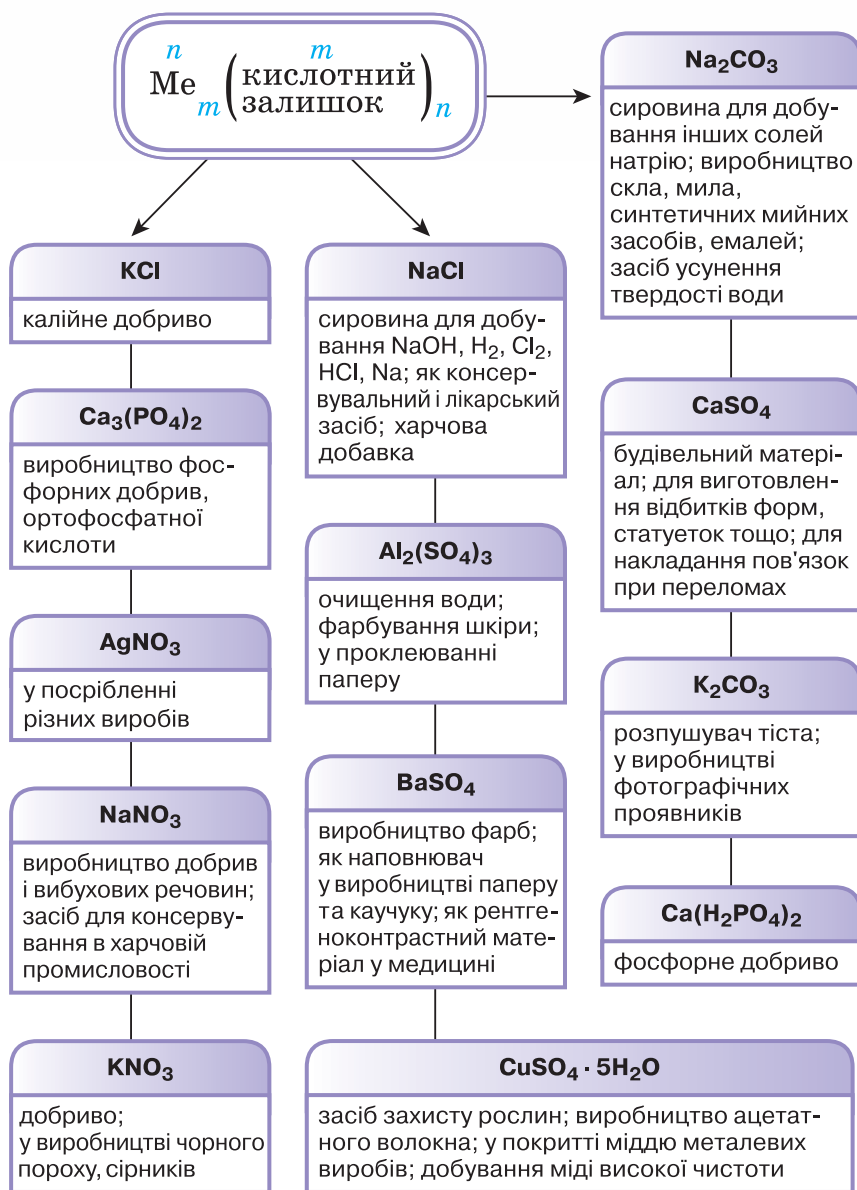 n m
Me m (кислотний
залишок) n
Na₂CO₃
сировина для добу-
вання інших солей
натрію; виробництво
скла, мила,
синтетичних мийних
засобів, емалей;
засіб усунення
твердості води
KCl
калійне добриво
Ca₃(PO₄)₂
виробництво фос-
форних добрив,
ортофосфатної
кислоти
AgNO₃
у посрібленні
різних виробів
NaNO₃
виробництво добрив
і вибухових речовин;
засіб для консерву-
вання в харчовій
промисловості
KNO₃
добриво;
у виробництві чорного
пороху, сірників
NaCl
сировина для добу-
вання NaOH, H₂, Cl₂,
HCl, Na; як консер-
вувальний і лікарський
засіб; харчова
добавка
Al₂(SO₄)₃
очищення води;
фарбування шкіри;
у проклеюванні
паперу
BaSO₄
виробництво фарб;
як наповнювач
у виробництві паперу
та каучуку; як рентге-
ноконтрастний мате-
ріал у медицині
CuSO₄ · 5H₂O
засіб захисту рослин; виробництво ацетат-
ного волокна; у покритті міддю металевих
виробів; добування міді високої чистоти
CaSO₄
будівельний матері-
ал; для виготовлен-
ня відбитків форм,
статуеток тощо; для
накладання пов'язок
при переломах
K₂CO₃
розпушувач тіста;
у виробництві
фотографічних
проявників
Ca(H₂PO₄)₂
фосфорне добриво